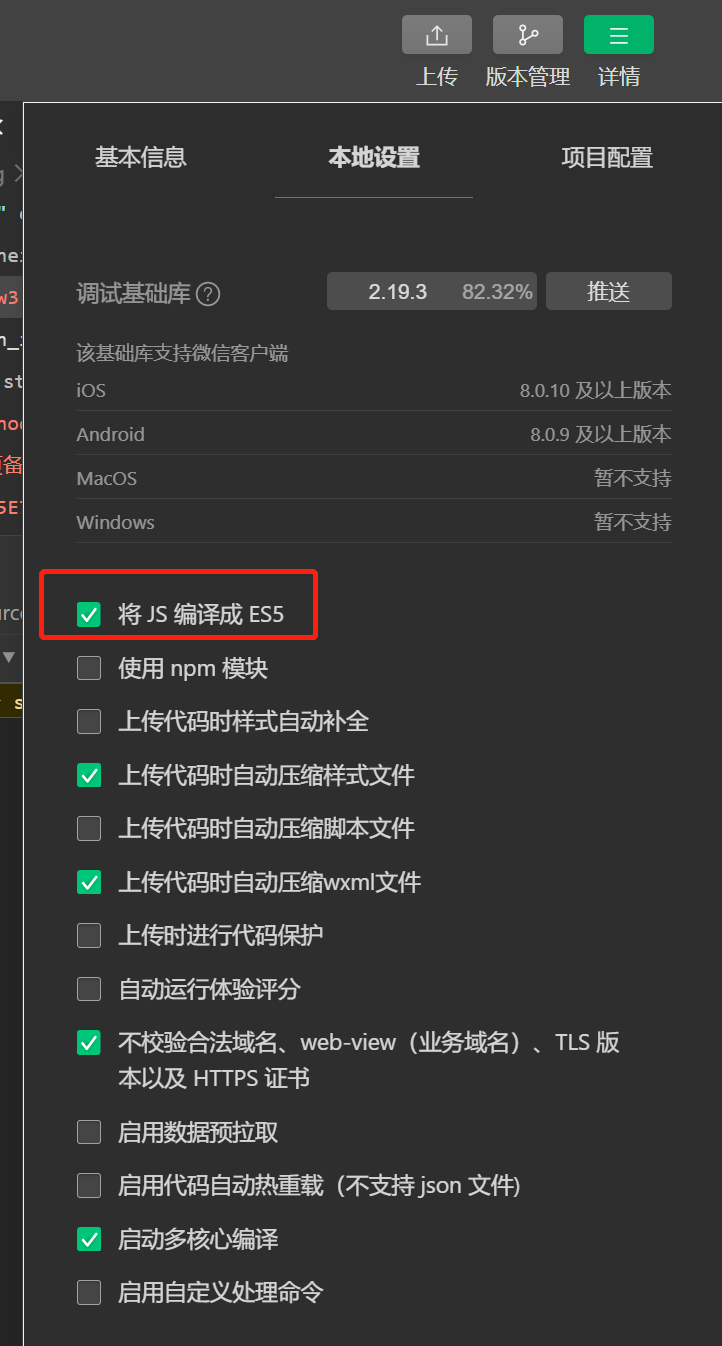 上传 版本管理 详情
基本信息 本地设置 项目配置
调试基础库 ? 2.19.3 82.32% 推送
该基础库支持微信客户端
iOS 8.0.10 及以上版本
Android 8.0.9 及以上版本
MacOS 暂不支持
Windows 暂不支持
将 JS 编译成 ES5
使用 npm 模块
上传代码时样式自动补全
上传代码时自动压缩样式文件
上传代码时自动压缩脚本文件
上传代码时自动压缩wxml文件
上传时进行代码保护
自动运行体验评分
不校验合法域名、web-view（业务域名）、TLS 版
本以及 HTTPS 证书
启用数据预拉取
启用代码自动热重载（不支持 json 文件)
启动多核心编译
启用自定义处理命令